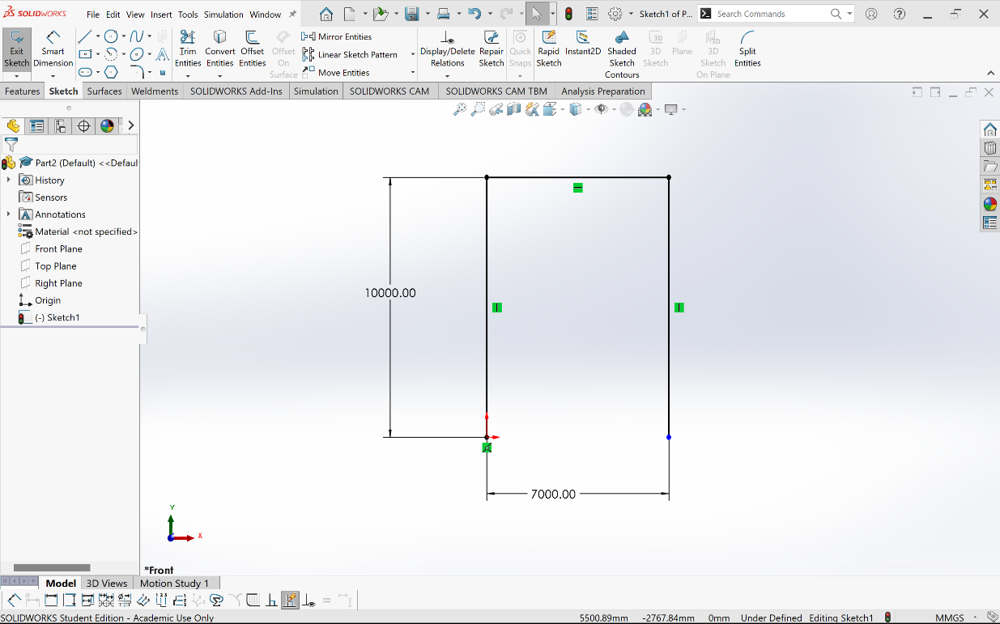 SOLIDWORKS File Edit View Insert Tools Simulation Window Sketch1 of P... Search Commands
Exit Sketch
Smart Dimension
Trim Entities
Convert Entities
Offset Entities
Offset On Surface
Mirror Entities
Linear Sketch Pattern
Move Entities
Display/Delete Relations
Repair Sketch
Quick Snaps
Rapid Sketch
Instant2D
Shaded Sketch Contours
3D Sketch
Plane
3D Sketch On Plane
Split Entities
Features Sketch Surfaces Weldments SOLIDWORKS Add-Ins Simulation SOLIDWORKS CAM SOLIDWORKS CAM TBM Analysis Preparation
Part2 (Default) <<Defaul
History
Sensors
Annotations
Material <not specified>
Front Plane
Top Plane
Right Plane
Origin
(-) Sketch1
10000.00
7000.00
Y
X
*Front
Model 3D Views Motion Study 1
SOLIDWORKS Student Edition - Academic Use Only 5500.89mm -2767.84mm 0mm Under Defined Editing Sketch1 MMGS